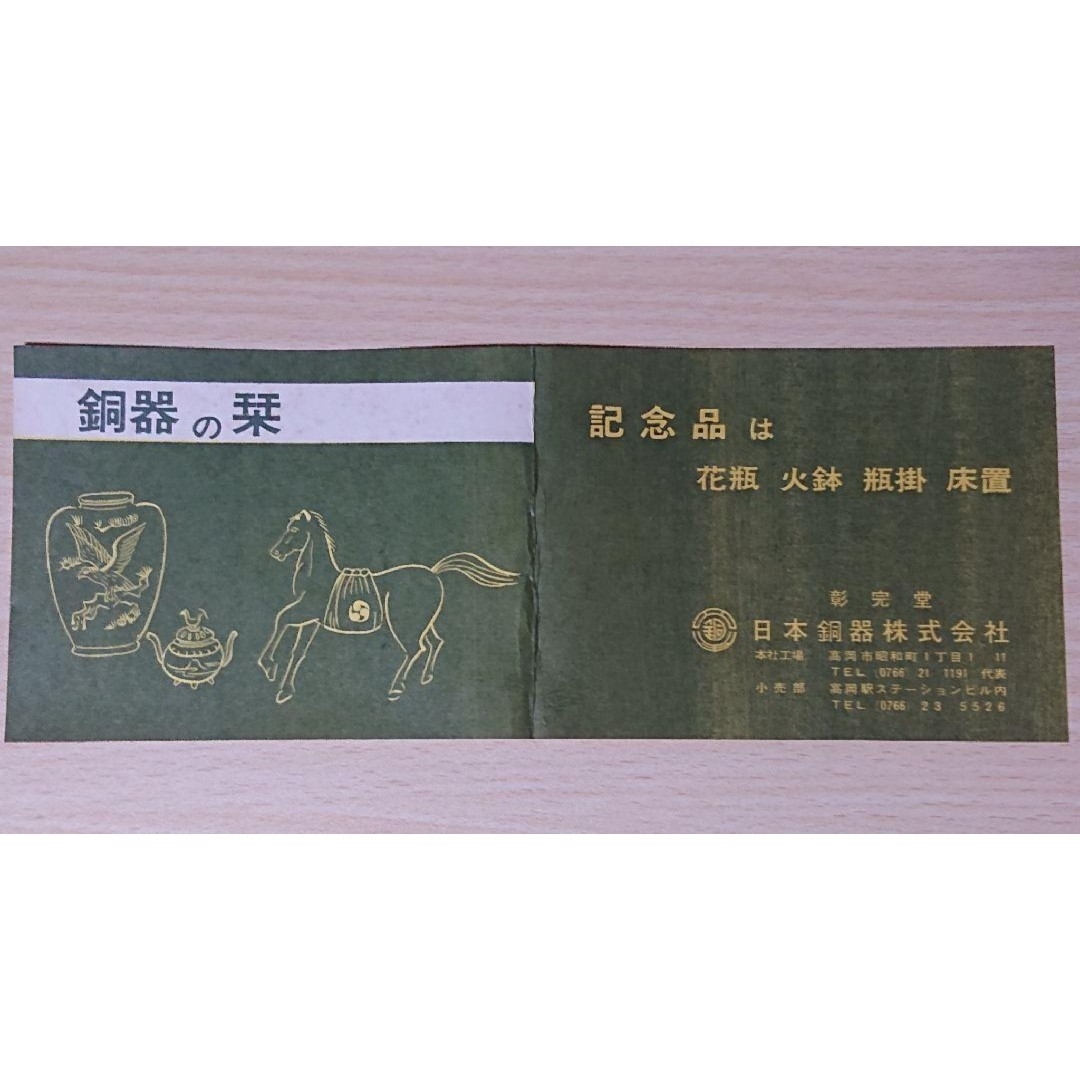 銅器の栞
記念品は
花瓶 火鉢 瓶掛 床置
彰完堂
日本銅器株式会社
本社工場 高岡市昭和町1丁目1 11
TEL (0766) 21 1191 代表
小売部 高岡駅ステーションビル内
TEL (0766) 23 5526